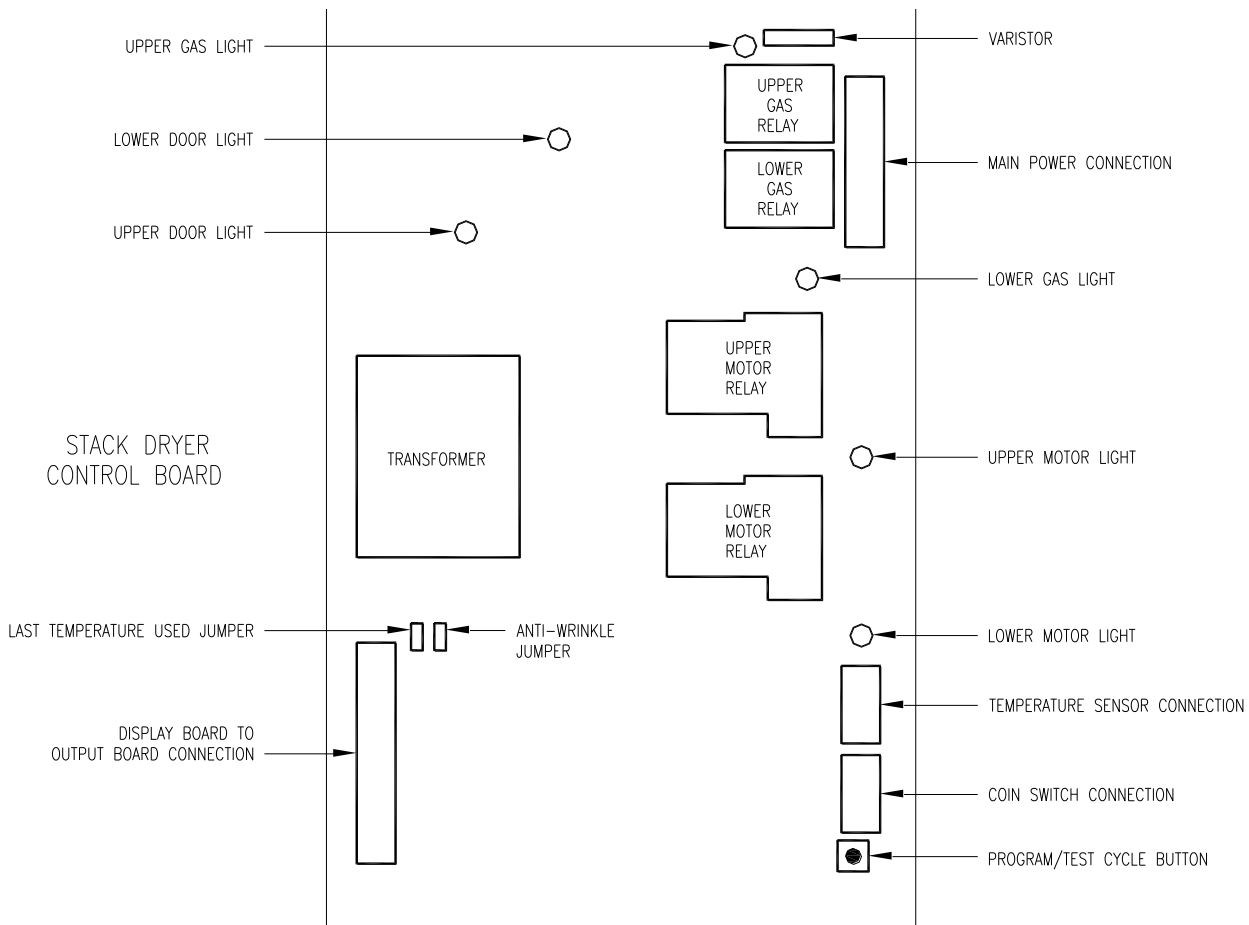 UPPER GAS LIGHT
VARISTOR
UPPER
GAS
RELAY
LOWER DOOR LIGHT
LOWER
GAS
RELAY
MAIN POWER CONNECTION
UPPER DOOR LIGHT
LOWER GAS LIGHT
UPPER
MOTOR
RELAY
STACK DRYER
CONTROL BOARD
TRANSFORMER
UPPER MOTOR LIGHT
LOWER
MOTOR
RELAY
LAST TEMPERATURE USED JUMPER
ANTI-WRINKLE
JUMPER
LOWER MOTOR LIGHT
TEMPERATURE SENSOR CONNECTION
DISPLAY BOARD TO
OUTPUT BOARD CONNECTION
COIN SWITCH CONNECTION
PROGRAM/TEST CYCLE BUTTON